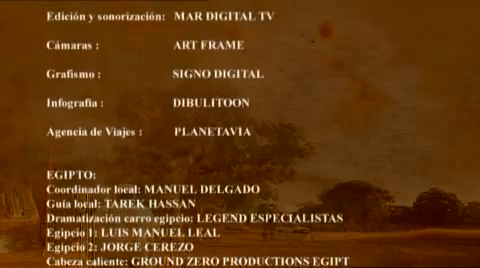 Edición y sonorización: MAR DIGITAL TV
Cámaras : ART FRAME
Grafismo : SIGNO DIGITAL
Infografía : DIBULITOON
Agencia de Viajes : PLANETAVIA
EGIPTO:
Coordinador local: MANUEL DELGADO
Guía local: TAREK HASSAN
Dramatización carro egipcio: LEGEND ESPECIALISTAS
Egipcio 1: LUIS MANUEL LEAL
Egipcio 2: JORGE CEREZO
Cabeza caliente: GROUND ZERO PRODUCTIONS EGIPT